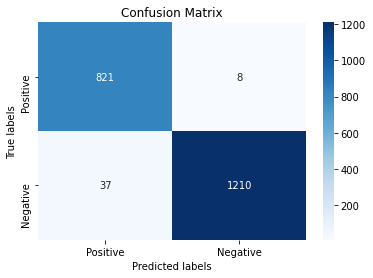 Confusion Matrix
1200
1000
800
600
400
200
True labels
Positive
Negative
821
8
37
1210
Positive
Negative
Predicted labels